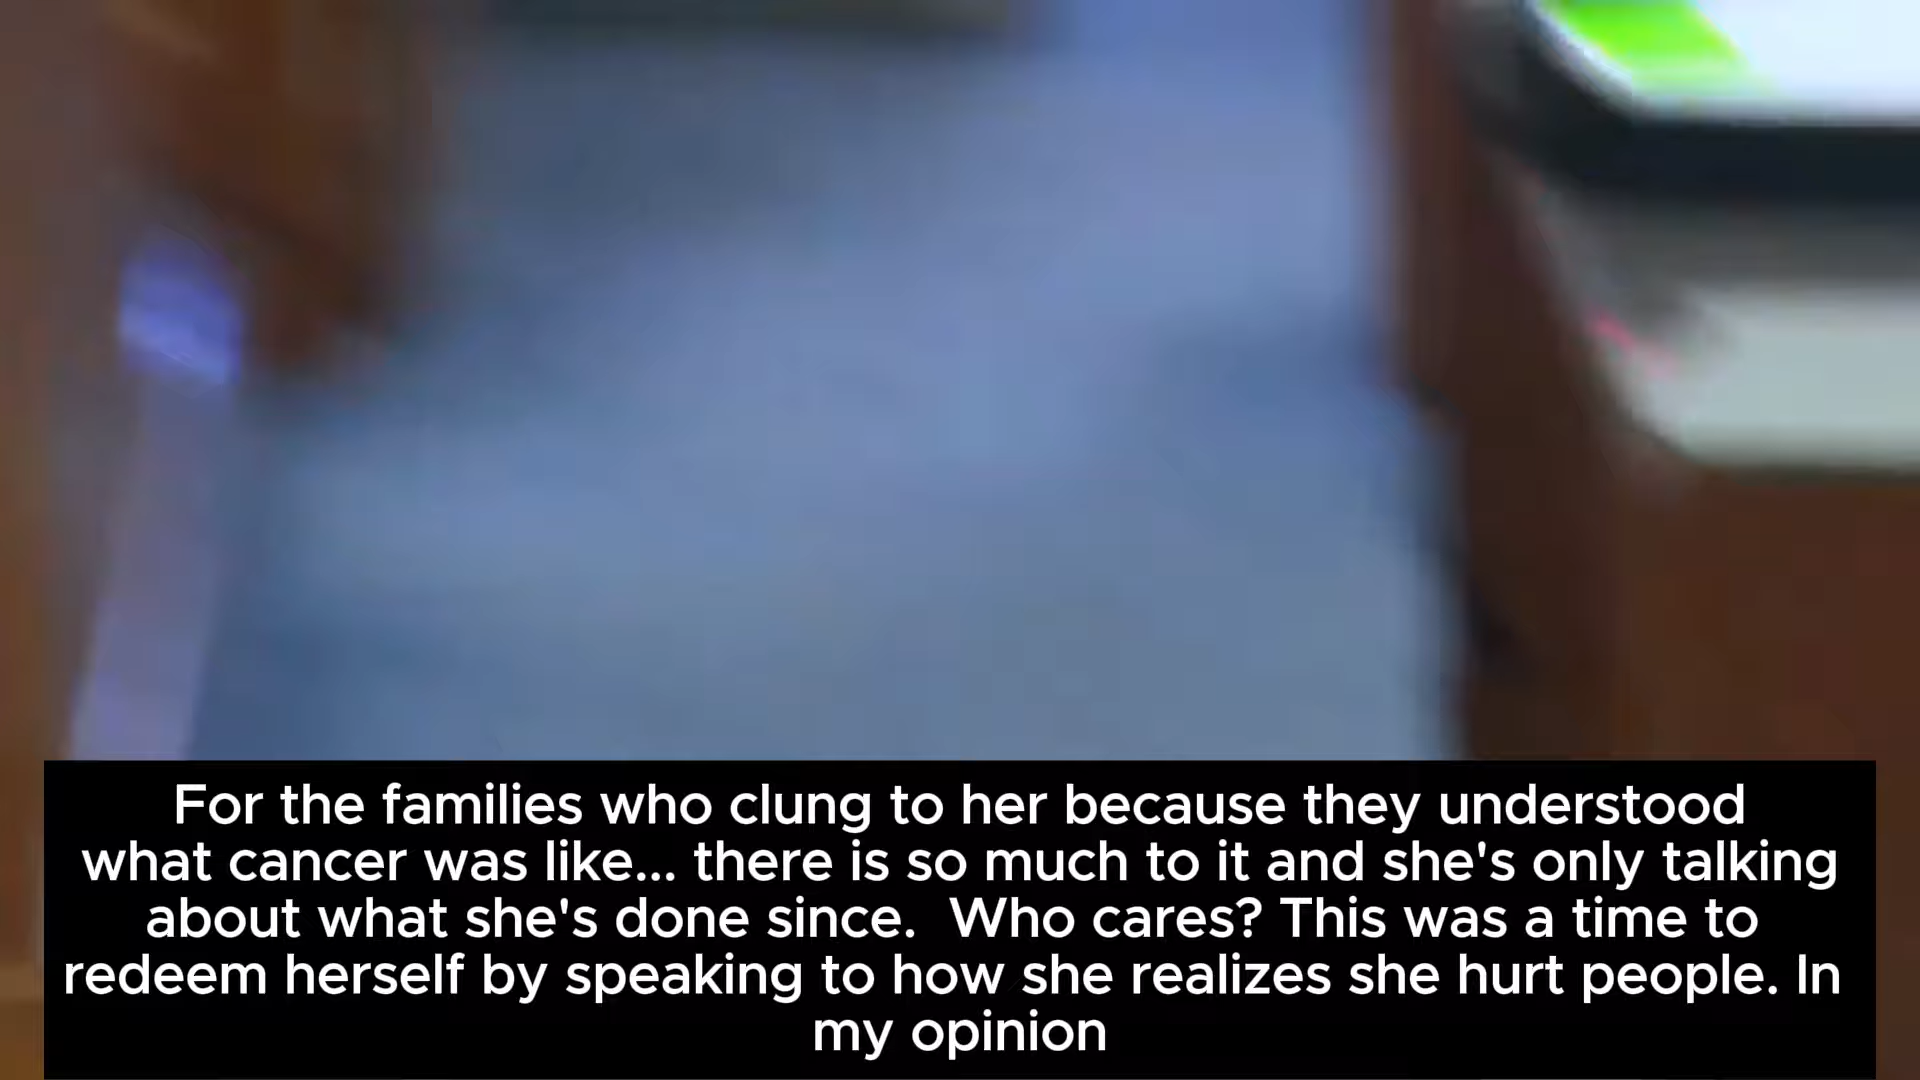 For the families who clung to her because they understood
what cancer was like... there is so much to it and she's only talking
about what she's done since.  Who cares? This was a time to
redeem herself by speaking to how she realizes she hurt people. In
my opinion